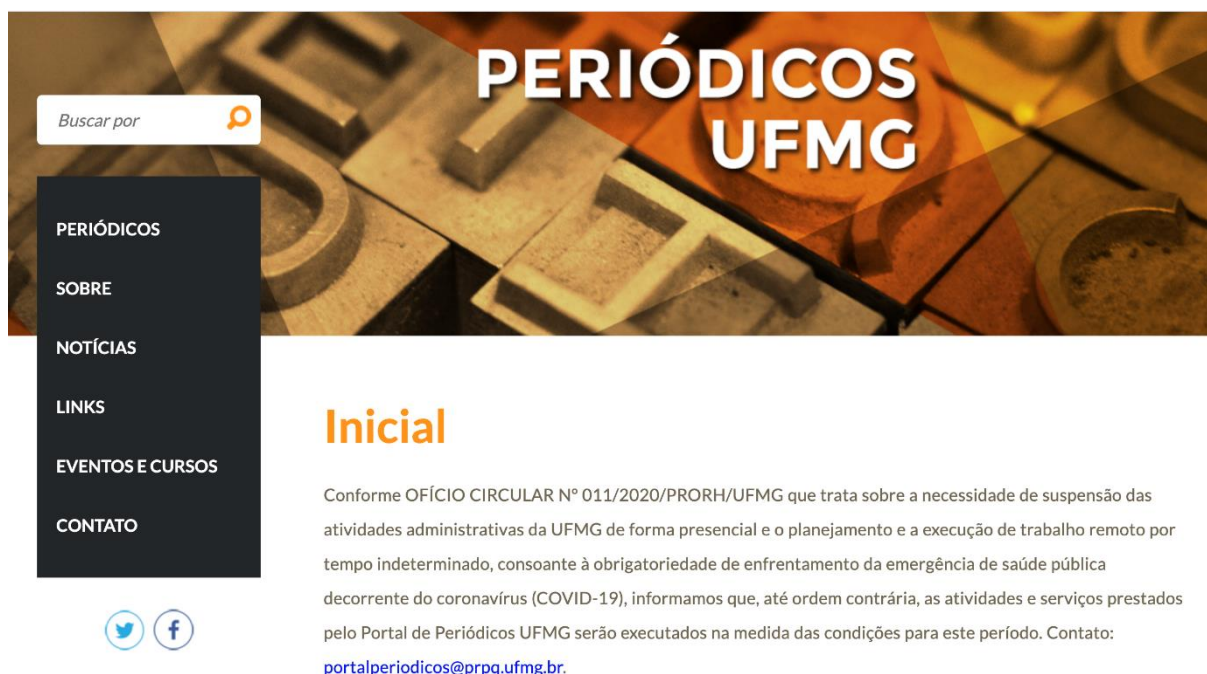 PERIÓDICOS
UFMG
Buscar por
PERIÓDICOS
SOBRE
NOTÍCIAS
LINKS
EVENTOS E CURSOS
CONTATO
Inicial
Conforme OFÍCIO CIRCULAR Nº 011/2020/PRORH/UFMG que trata sobre a necessidade de suspensão das
atividades administrativas da UFMG de forma presencial e o planejamento e a execução de trabalho remoto por
tempo indeterminado, consoante à obrigatoriedade de enfrentamento da emergência de saúde pública
decorrente do coronavírus (COVID-19), informamos que, até ordem contrária, as atividades e serviços prestados
pelo Portal de Periódicos UFMG serão executados na medida das condições para este período. Contato:
portalperiodicos@prpq.ufmg.br.